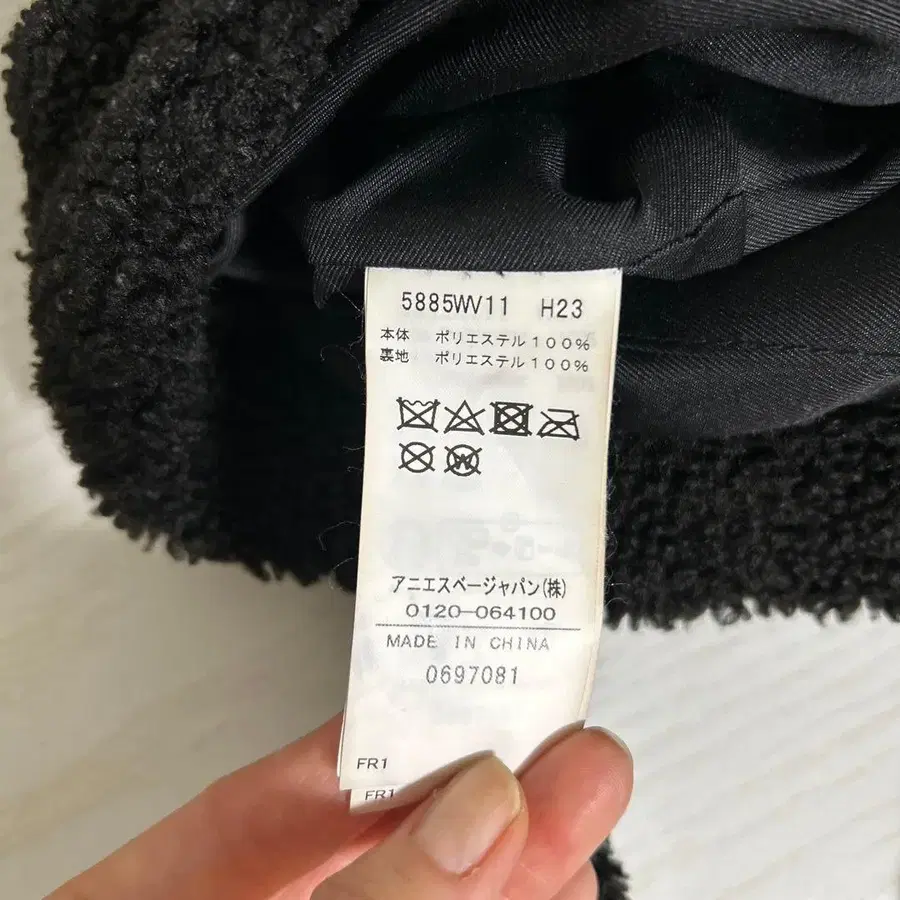 5885WV11 H23
本体 ポリエステル100%
裏地 ポリエステル100%
アニエスベージャパン(株)
0120-064100
MADE IN CHINA
0697081
FR1
FR1